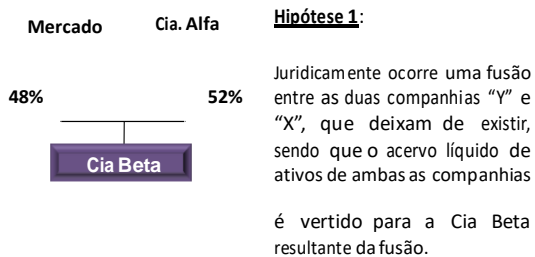 Mercado
Cia. Alfa
48%
52%
Cia Beta
Hipótese 1:
Juridicamente ocorre uma fusão
entre as duas companhias “Y” e
“X”, que deixam de existir,
sendo que o acervo líquido de
ativos de ambas as companhias
é vertido para a Cia Beta
resultante da fusão.